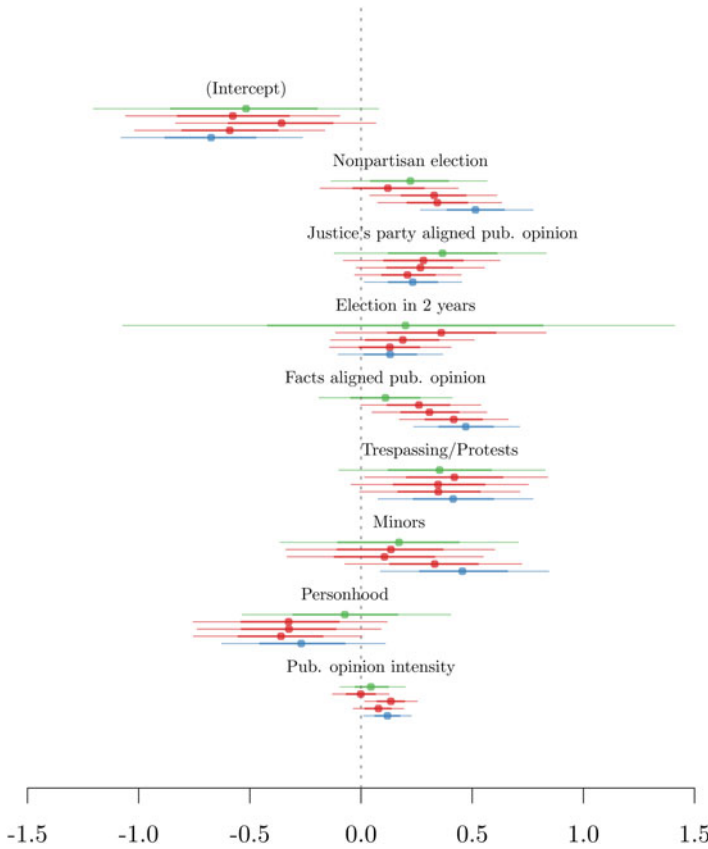 (Intercept)
Nonpartisan election
Justice's party aligned pub. opinion
Election in 2 years
Facts aligned pub. opinion
Trespassing/Protests
Minors
Personhood
Pub. opinion intensity
-1.5 -1.0 -0.5 0.0 0.5 1.0 1.5